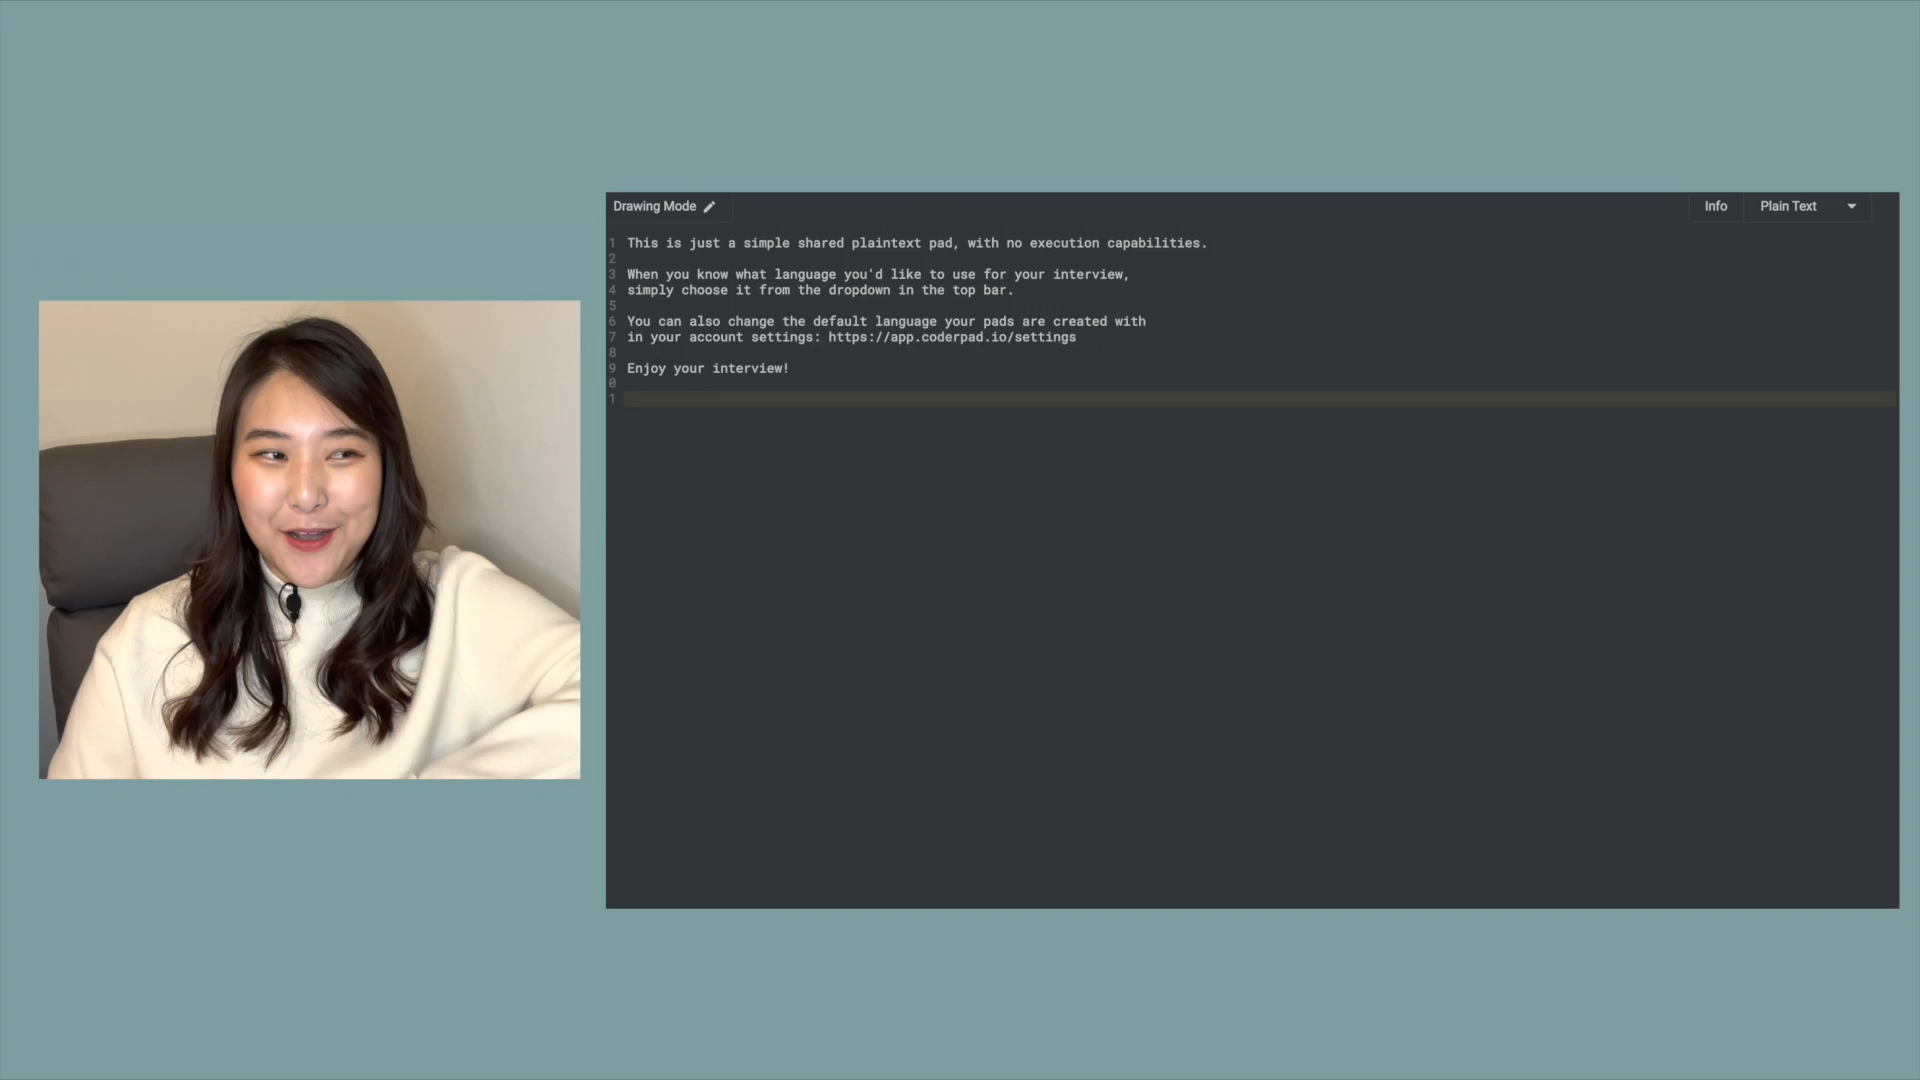 Drawing Mode
Info
Plain Text
1 This is just a simple shared plaintext pad, with no execution capabilities.
2
3 When you know what language you'd like to use for your interview,
4 simply choose it from the dropdown in the top bar.
5
6 You can also change the default language your pads are created with
7 in your account settings: https://app.coderpad.io/settings
8
9 Enjoy your interview!
0
1